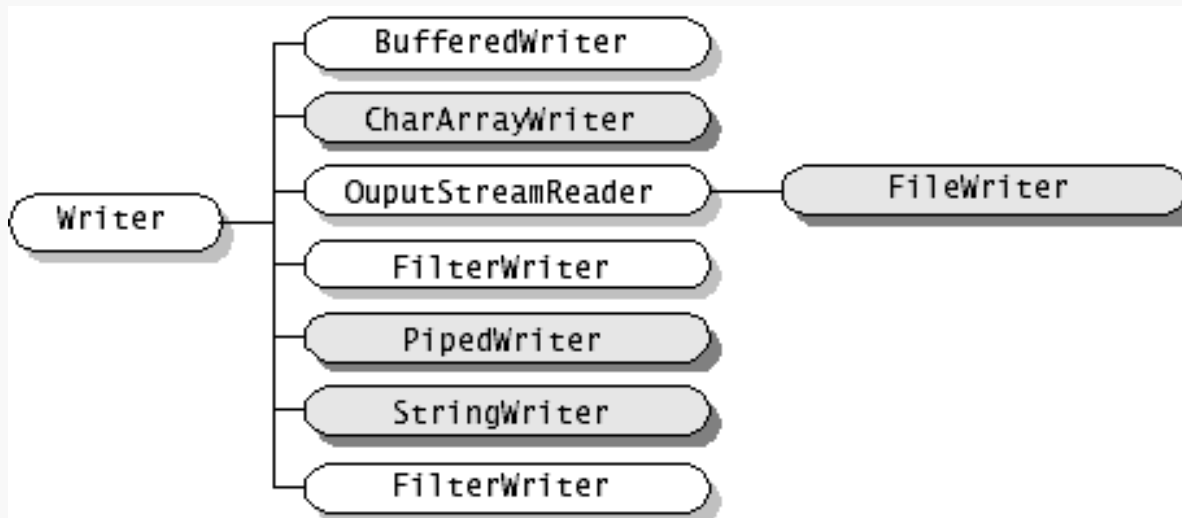 BufferedWriter
CharArrayWriter
OuputStreamReader
FileWriter
Writer
FilterWriter
PipedWriter
StringWriter
FilterWriter